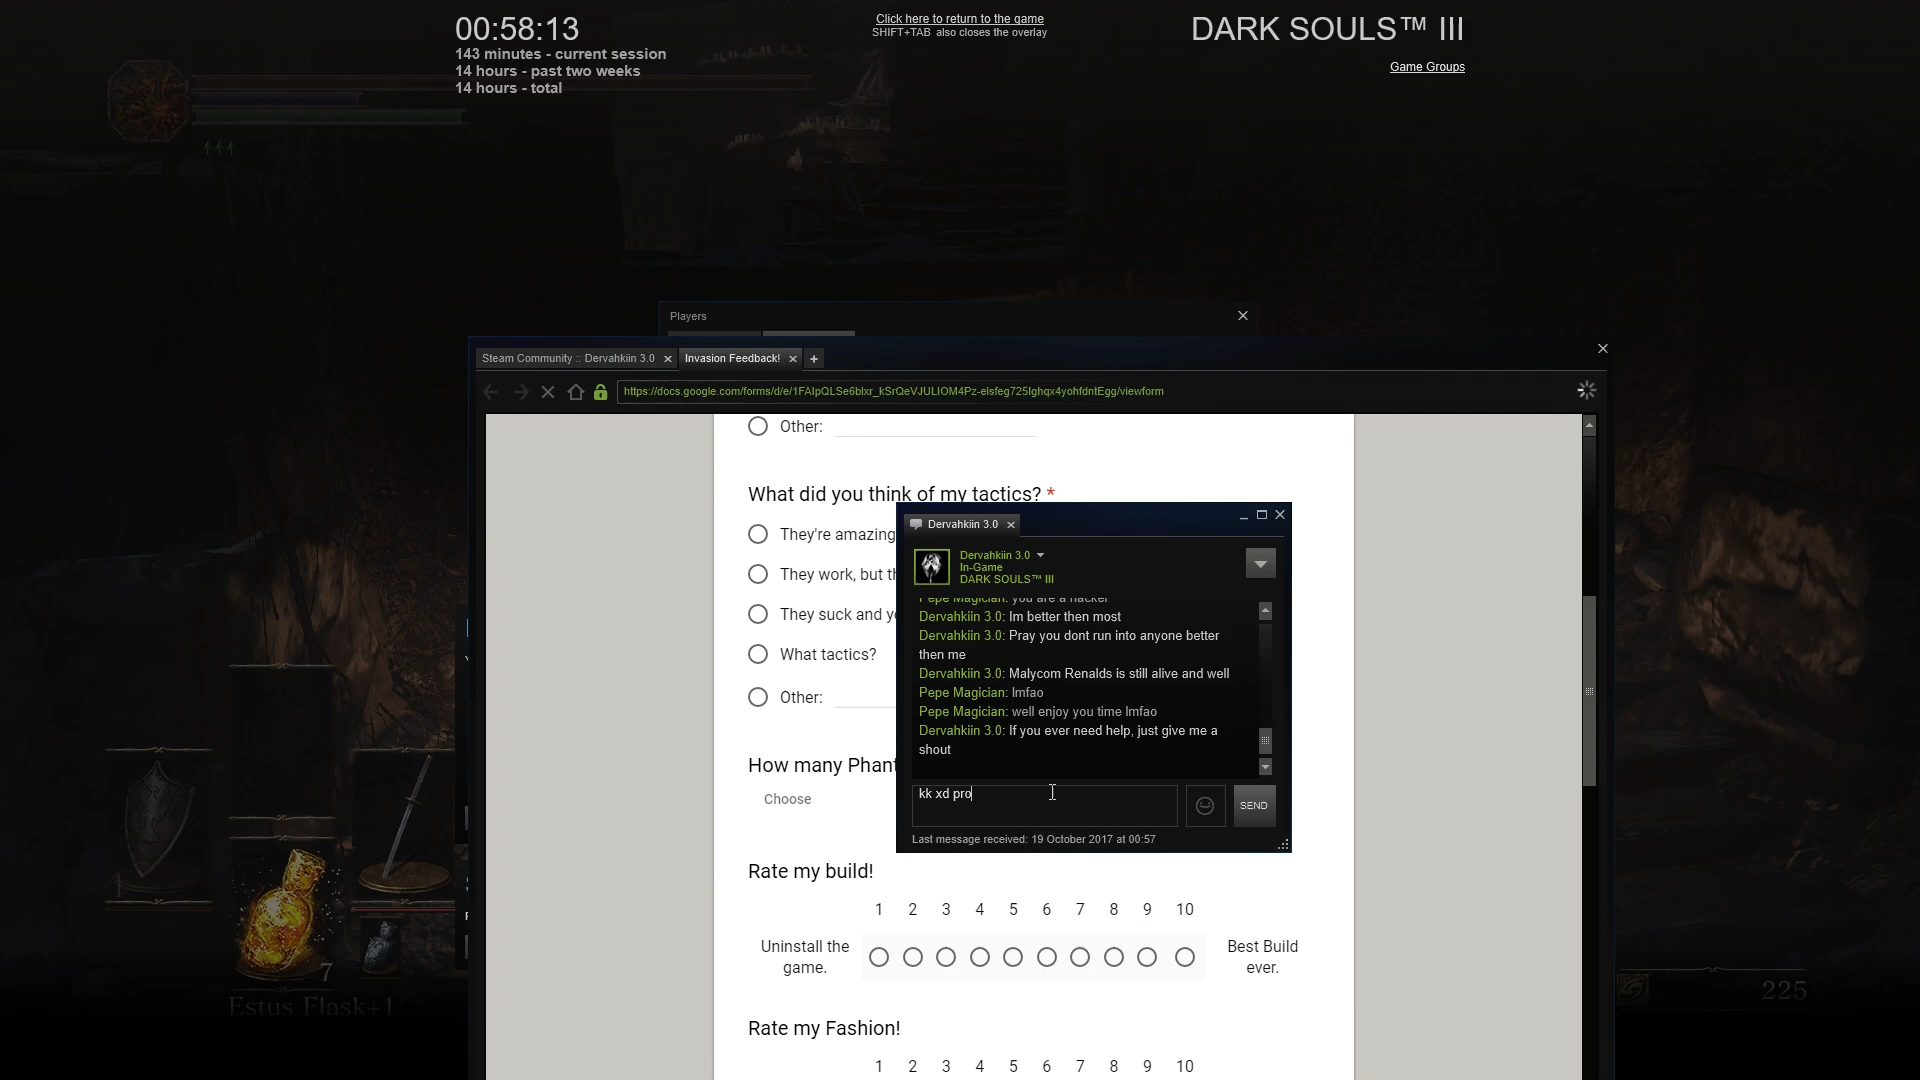 00:58:13
143 minutes - current session
14 hours - past two weeks
14 hours - total
Click here to return to the game
SHIFT+TAB also closes the overlay
DARK SOULS™ III
Game Groups
Players
Steam Community :: Dervahkiin 3.0
Invasion Feedback!
https://docs.google.com/forms/d/e/1FAIpQLSe6blxr_kSrQeVJULIOM4Pz-elsfeg725Ighqx4yohfdntEgg/viewform
Other:
What did you think of my tactics? *
They're amazing
They work, but th
They suck and yo
What tactics?
Other:
How many Phant
Choose
Dervahkiin 3.0
Dervahkiin 3.0
In-Game
DARK SOULS™ III
Pepe Magician: you are a hacker
Dervahkiin 3.0: Im better then most
Dervahkiin 3.0: Pray you dont run into anyone better
then me
Dervahkiin 3.0: Malycom Renalds is still alive and well
Pepe Magician: lmfao
Pepe Magician: well enjoy you time lmfao
Dervahkiin 3.0: If you ever need help, just give me a
shout
kk xd pro
SEND
Last message received: 19 October 2017 at 00:57
Rate my build!
1 2 3 4 5 6 7 8 9 10
Uninstall the
game.
Best Build
ever.
Rate my Fashion!
1 2 3 4 5 6 7 8 9 10
7
Estus Flask+1
225